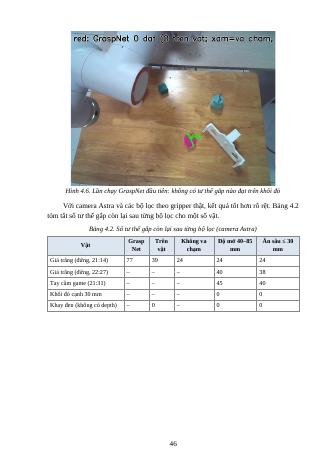 red: GraspNet 0 dat (0 tren vat; xam=va cham,
Hình 4.6. Lần chạy GraspNet đầu tiên: không có tư thế gắp nào đạt trên khối đỏ
Với camera Astra và các bộ lọc theo gripper thật, kết quả tốt hơn rõ rệt. Bảng 4.2
tóm tắt số tư thế gắp còn lại sau từng bộ lọc cho một số vật.
Bảng 4.2. Số tư thế gắp còn lại sau từng bộ lọc (camera Astra)
Vật Grasp Net Trên vật Không va chạm Độ mở 40–85 mm Ăn sâu ≤ 30 mm
Giá trắng (đứng, 21:14) 77 39 24 24 24
Giá trắng (đứng, 22:27) – – – 40 38
Tay cầm game (21:31) – – – 45 40
Khối đỏ cạnh 30 mm – – – 0 0
Khay đen (không có depth) – 0 – 0 0
46